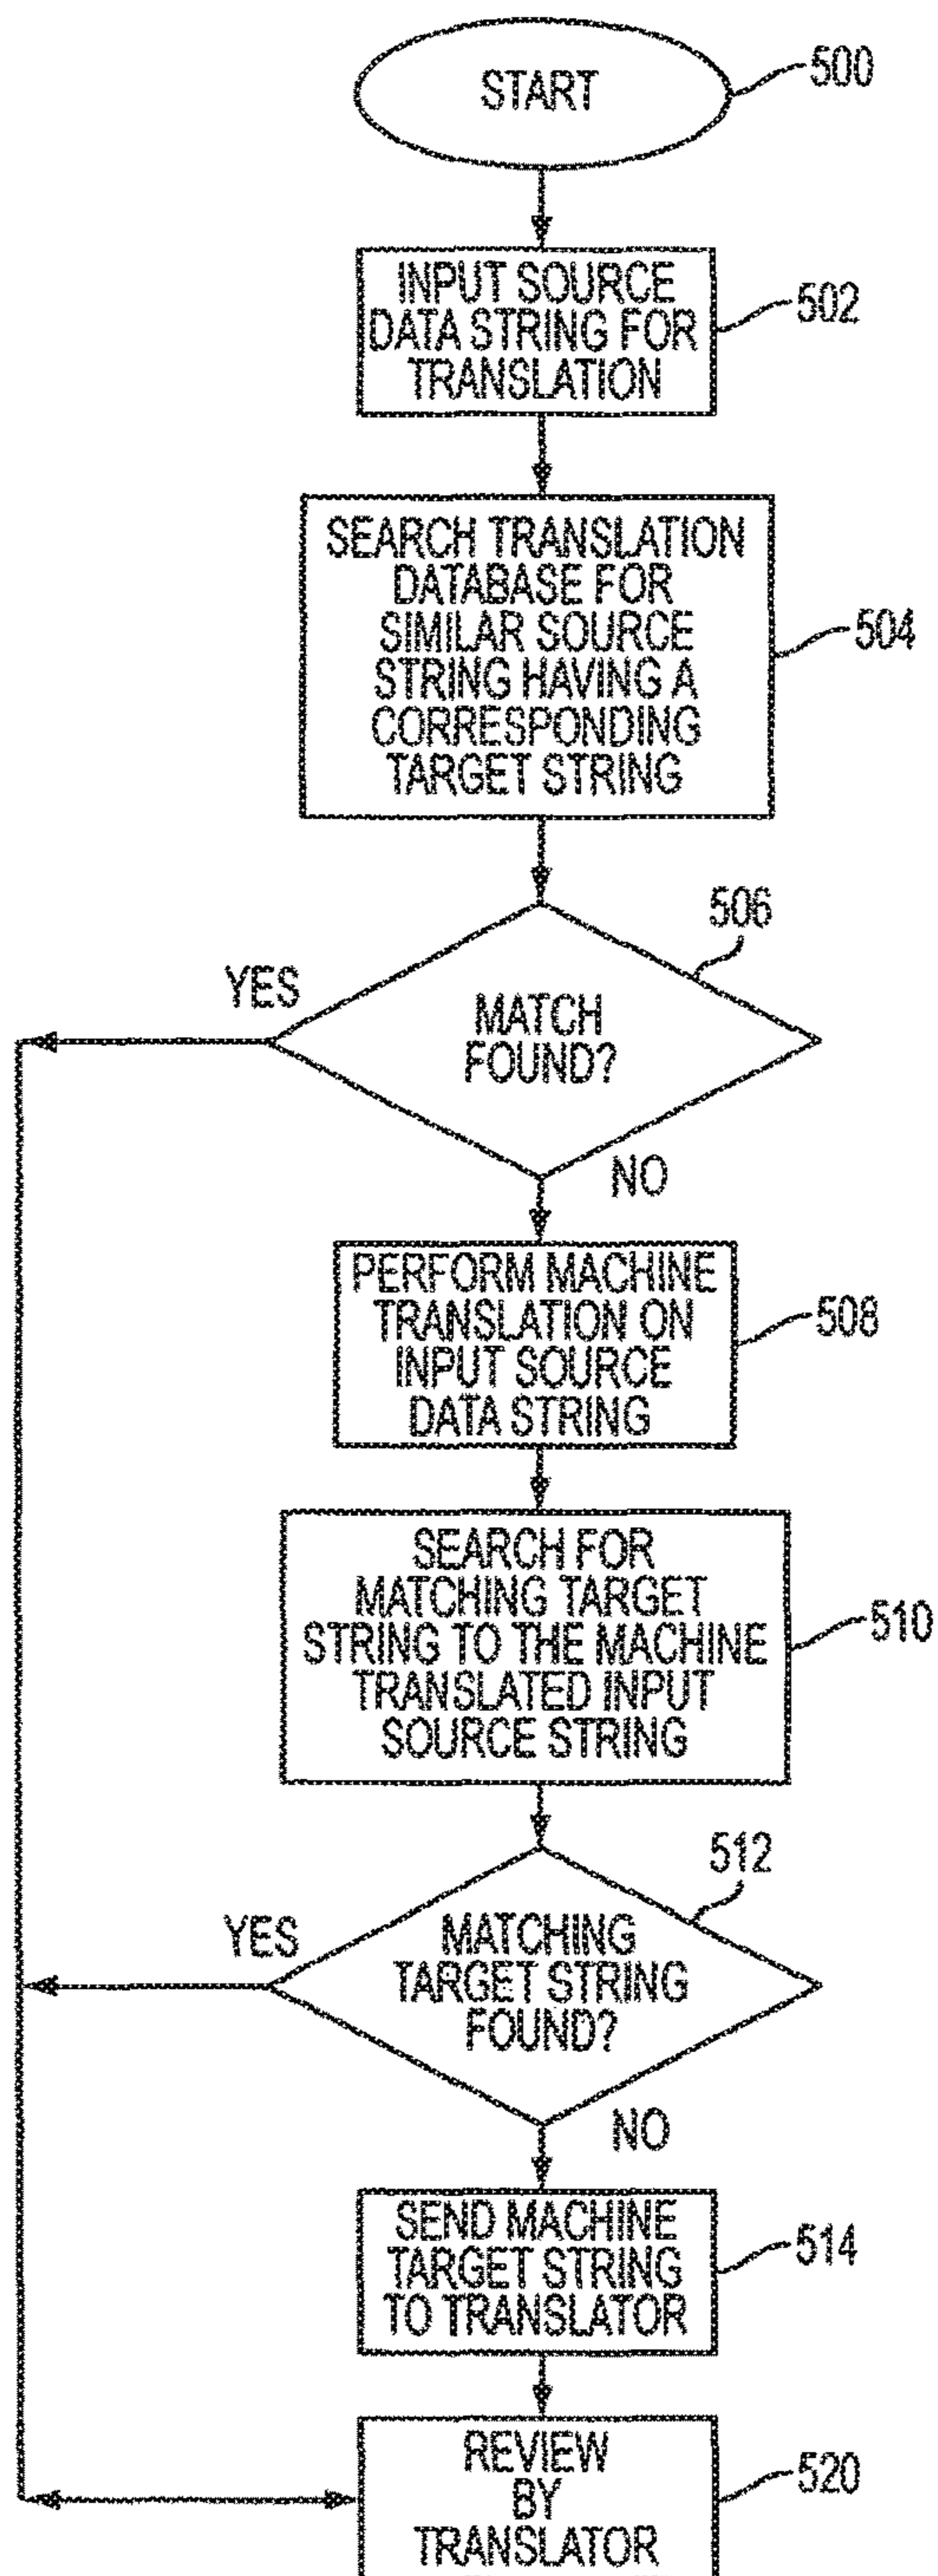 START
500
INPUT SOURCE
DATA STRING FOR
TRANSLATION
502
SEARCH TRANSLATION
DATABASE FOR
SIMILAR SOURCE
STRING HAVING A
CORRESPONDING
TARGET STRING
504
506
YES
MATCH
FOUND?
NO
PERFORM MACHINE
TRANSLATION ON
INPUT SOURCE
DATA STRING
508
SEARCH FOR
MATCHING TARGET
STRING TO THE MACHINE
TRANSLATED INPUT
SOURCE STRING
510
512
YES
MATCHING
TARGET STRING
FOUND?
NO
SEND MACHINE
TARGET STRING
TO TRANSLATOR
514
REVIEW
BY
TRANSLATOR
520